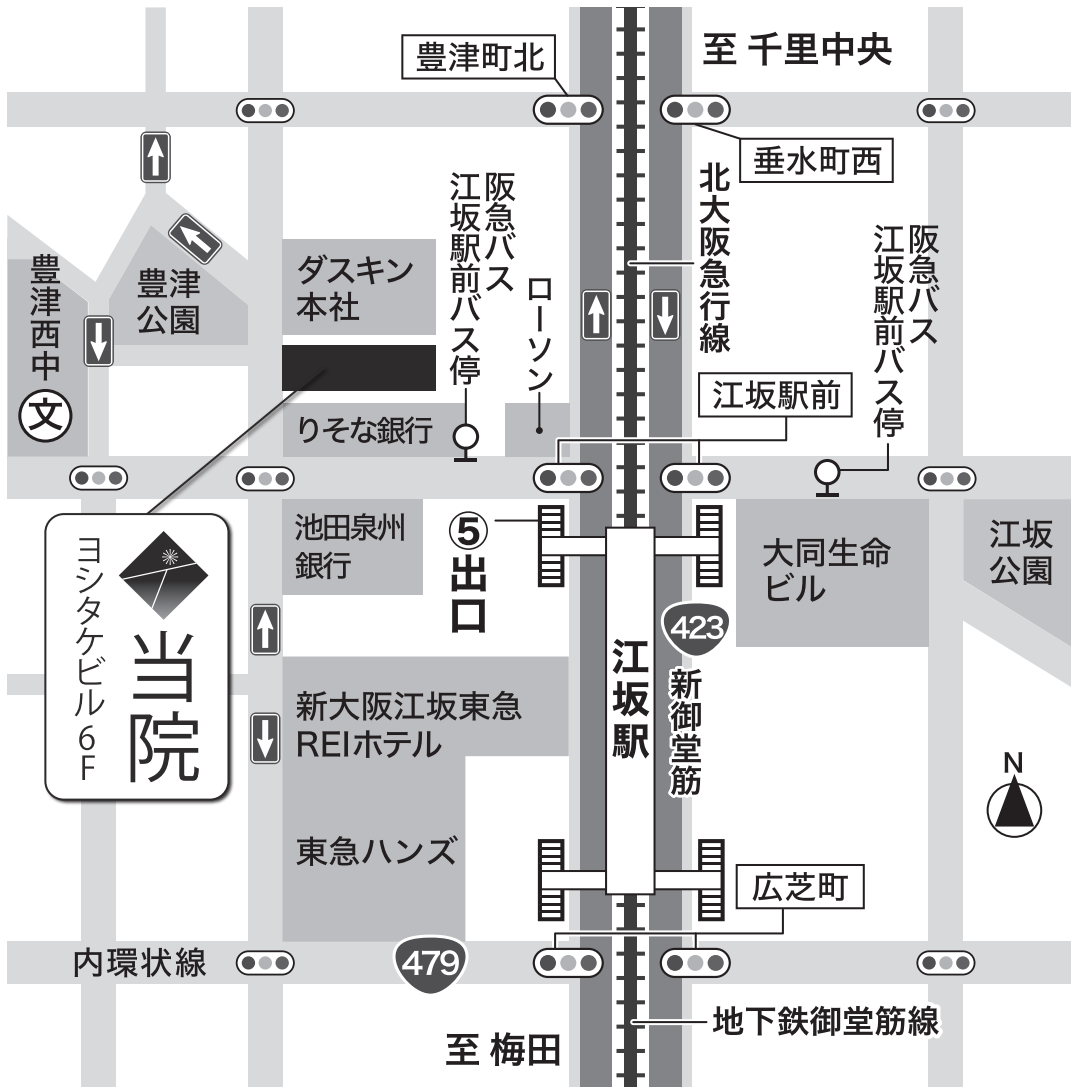 至 千里中央
豊津町北
垂水町西
北大阪急行線
阪急バス
江坂駅前バス停
阪急バス
江坂駅前バス停
豊津西中
文
豊津
公園
ダスキン
本社
ローソン
江坂駅前
りそな銀行
池田泉州
銀行
⑤出口
大同生命
ビル
江坂
公園
当院
ヨシタケビル6F
423
新御堂筋
江坂駅
新大阪江坂東急
REIホテル
東急ハンズ
N
広芝町
内環状線
479
地下鉄御堂筋線
至 梅田